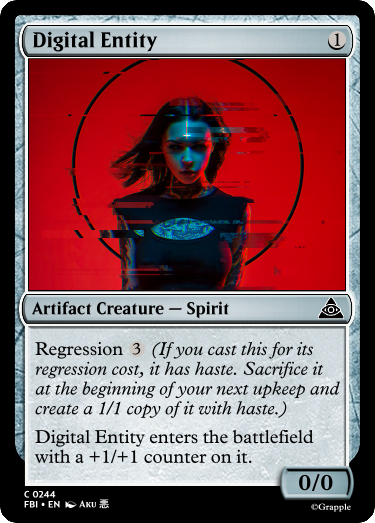 Digital Entity 1
Artifact Creature — Spirit
Regression 3 (If you cast this for its
regression cost, it has haste. Sacrifice it
at the beginning of your next upkeep and
create a 1/1 copy of it with haste.)
Digital Entity enters the battlefield
with a +1/+1 counter on it.
0/0
C 0244
FBI • EN AKU 悪
©Grapple